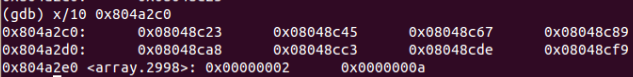 (gdb) x/10 0x804a2c0
0x804a2c0: 0x08048c23 0x08048c45 0x08048c67 0x08048c89
0x804a2d0: 0x08048ca8 0x08048cc3 0x08048cde 0x08048cf9
0x804a2e0 <array.2998>: 0x00000002 0x0000000a